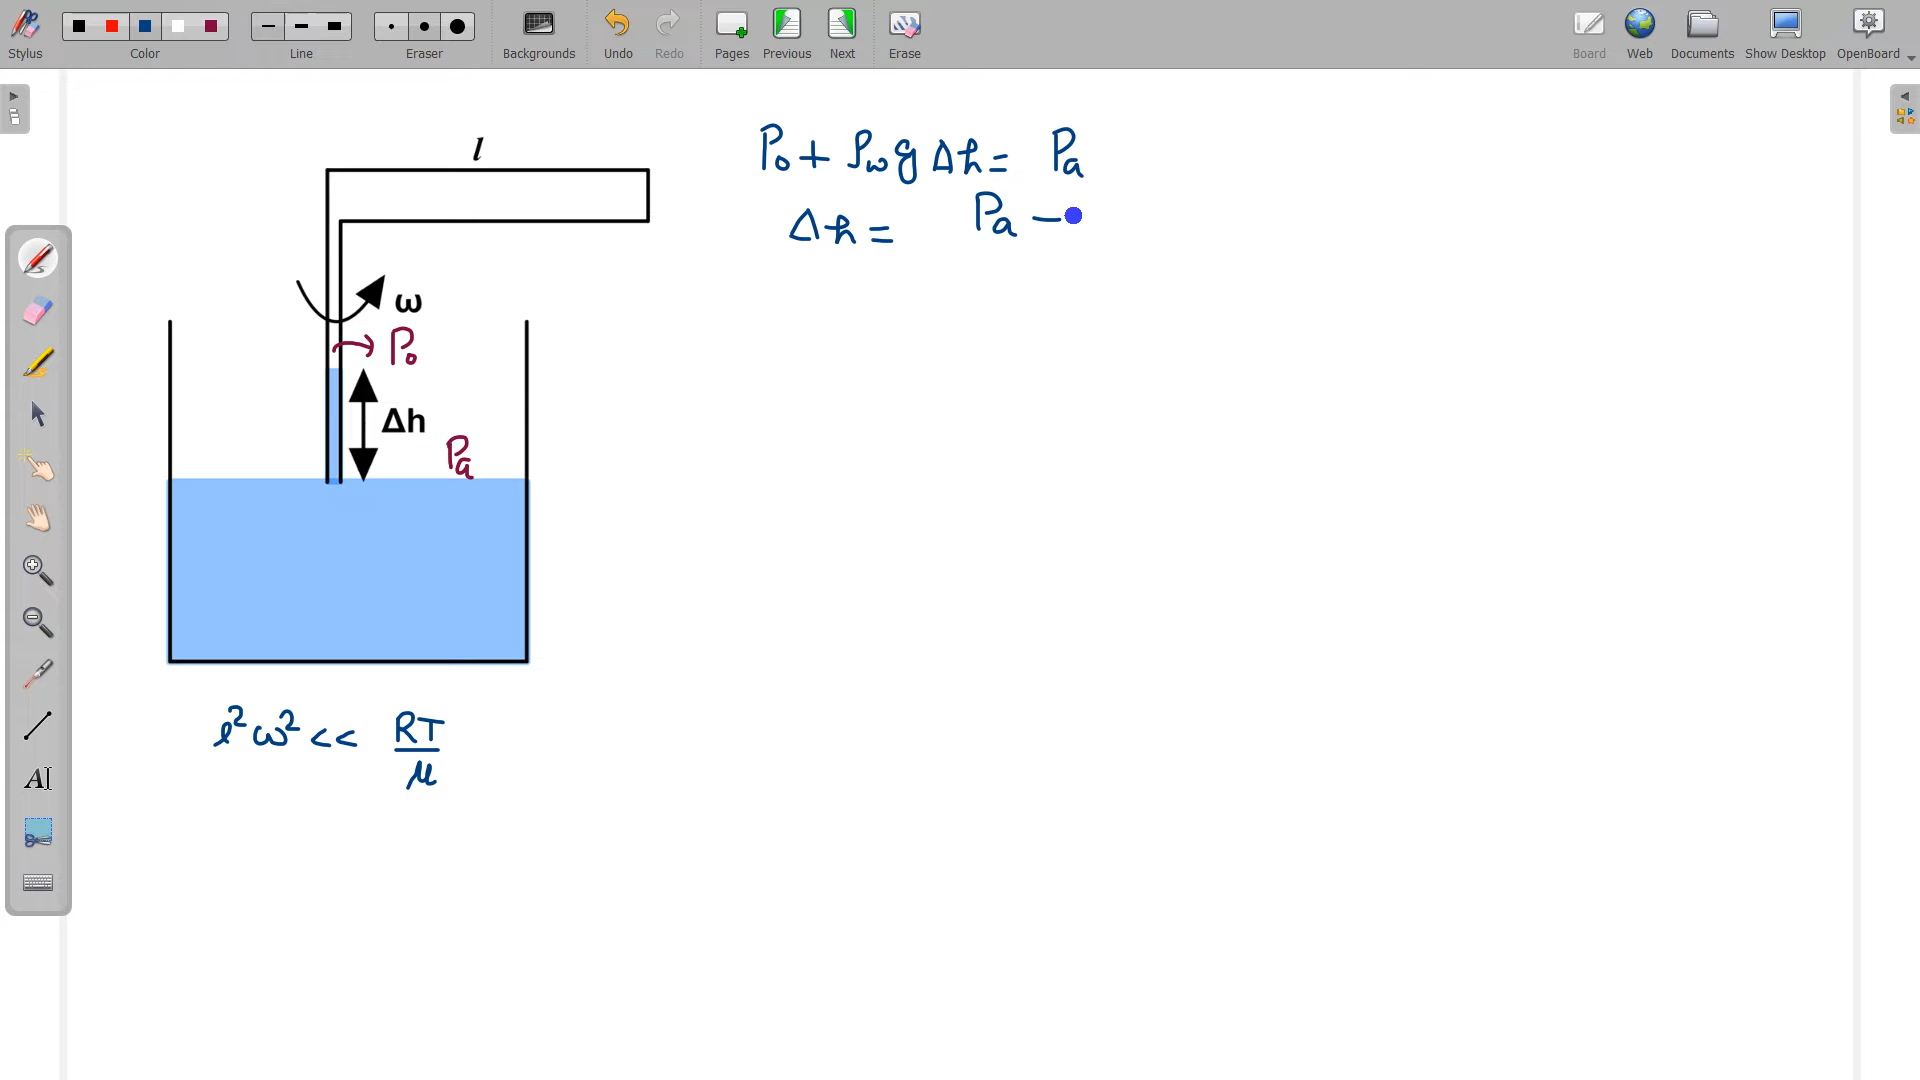 Stylus
Color
Line
Eraser
Backgrounds
Undo
Redo
Pages
Previous
Next
Erase
Board
Web
Documents
Show Desktop
OpenBoard
l
P₀ + ρ_w g Δh = Pₐ
Δh = Pₐ −
ω
P₀
Δh
Pₐ
l²ω² << RT/μ
A